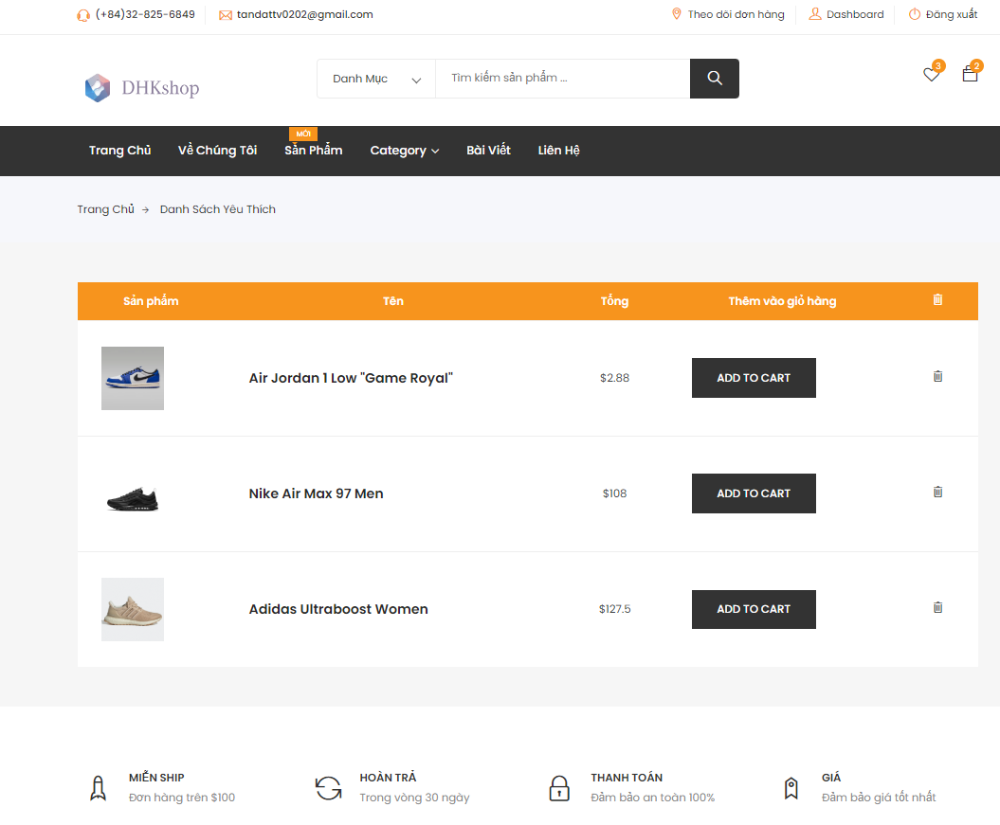 (+84)32-825-6849 tandattv0202@gmail.com Theo dõi đơn hàng Dashboard Đăng xuất
DHKshop Danh Mục Tìm kiếm sản phẩm ... 3 2
MỚI
Trang Chủ Về Chúng Tôi Sản Phẩm Category Bài Viết Liên Hệ
Trang Chủ → Danh Sách Yêu Thích
Sản phẩm Tên Tổng Thêm vào giỏ hàng
Air Jordan 1 Low "Game Royal" $2.88 ADD TO CART
Nike Air Max 97 Men $108 ADD TO CART
Adidas Ultraboost Women $127.5 ADD TO CART
MIỄN SHIP HOÀN TRẢ THANH TOÁN GIÁ
Đơn hàng trên $100 Trong vòng 30 ngày Đảm bảo an toàn 100% Đảm bảo giá tốt nhất